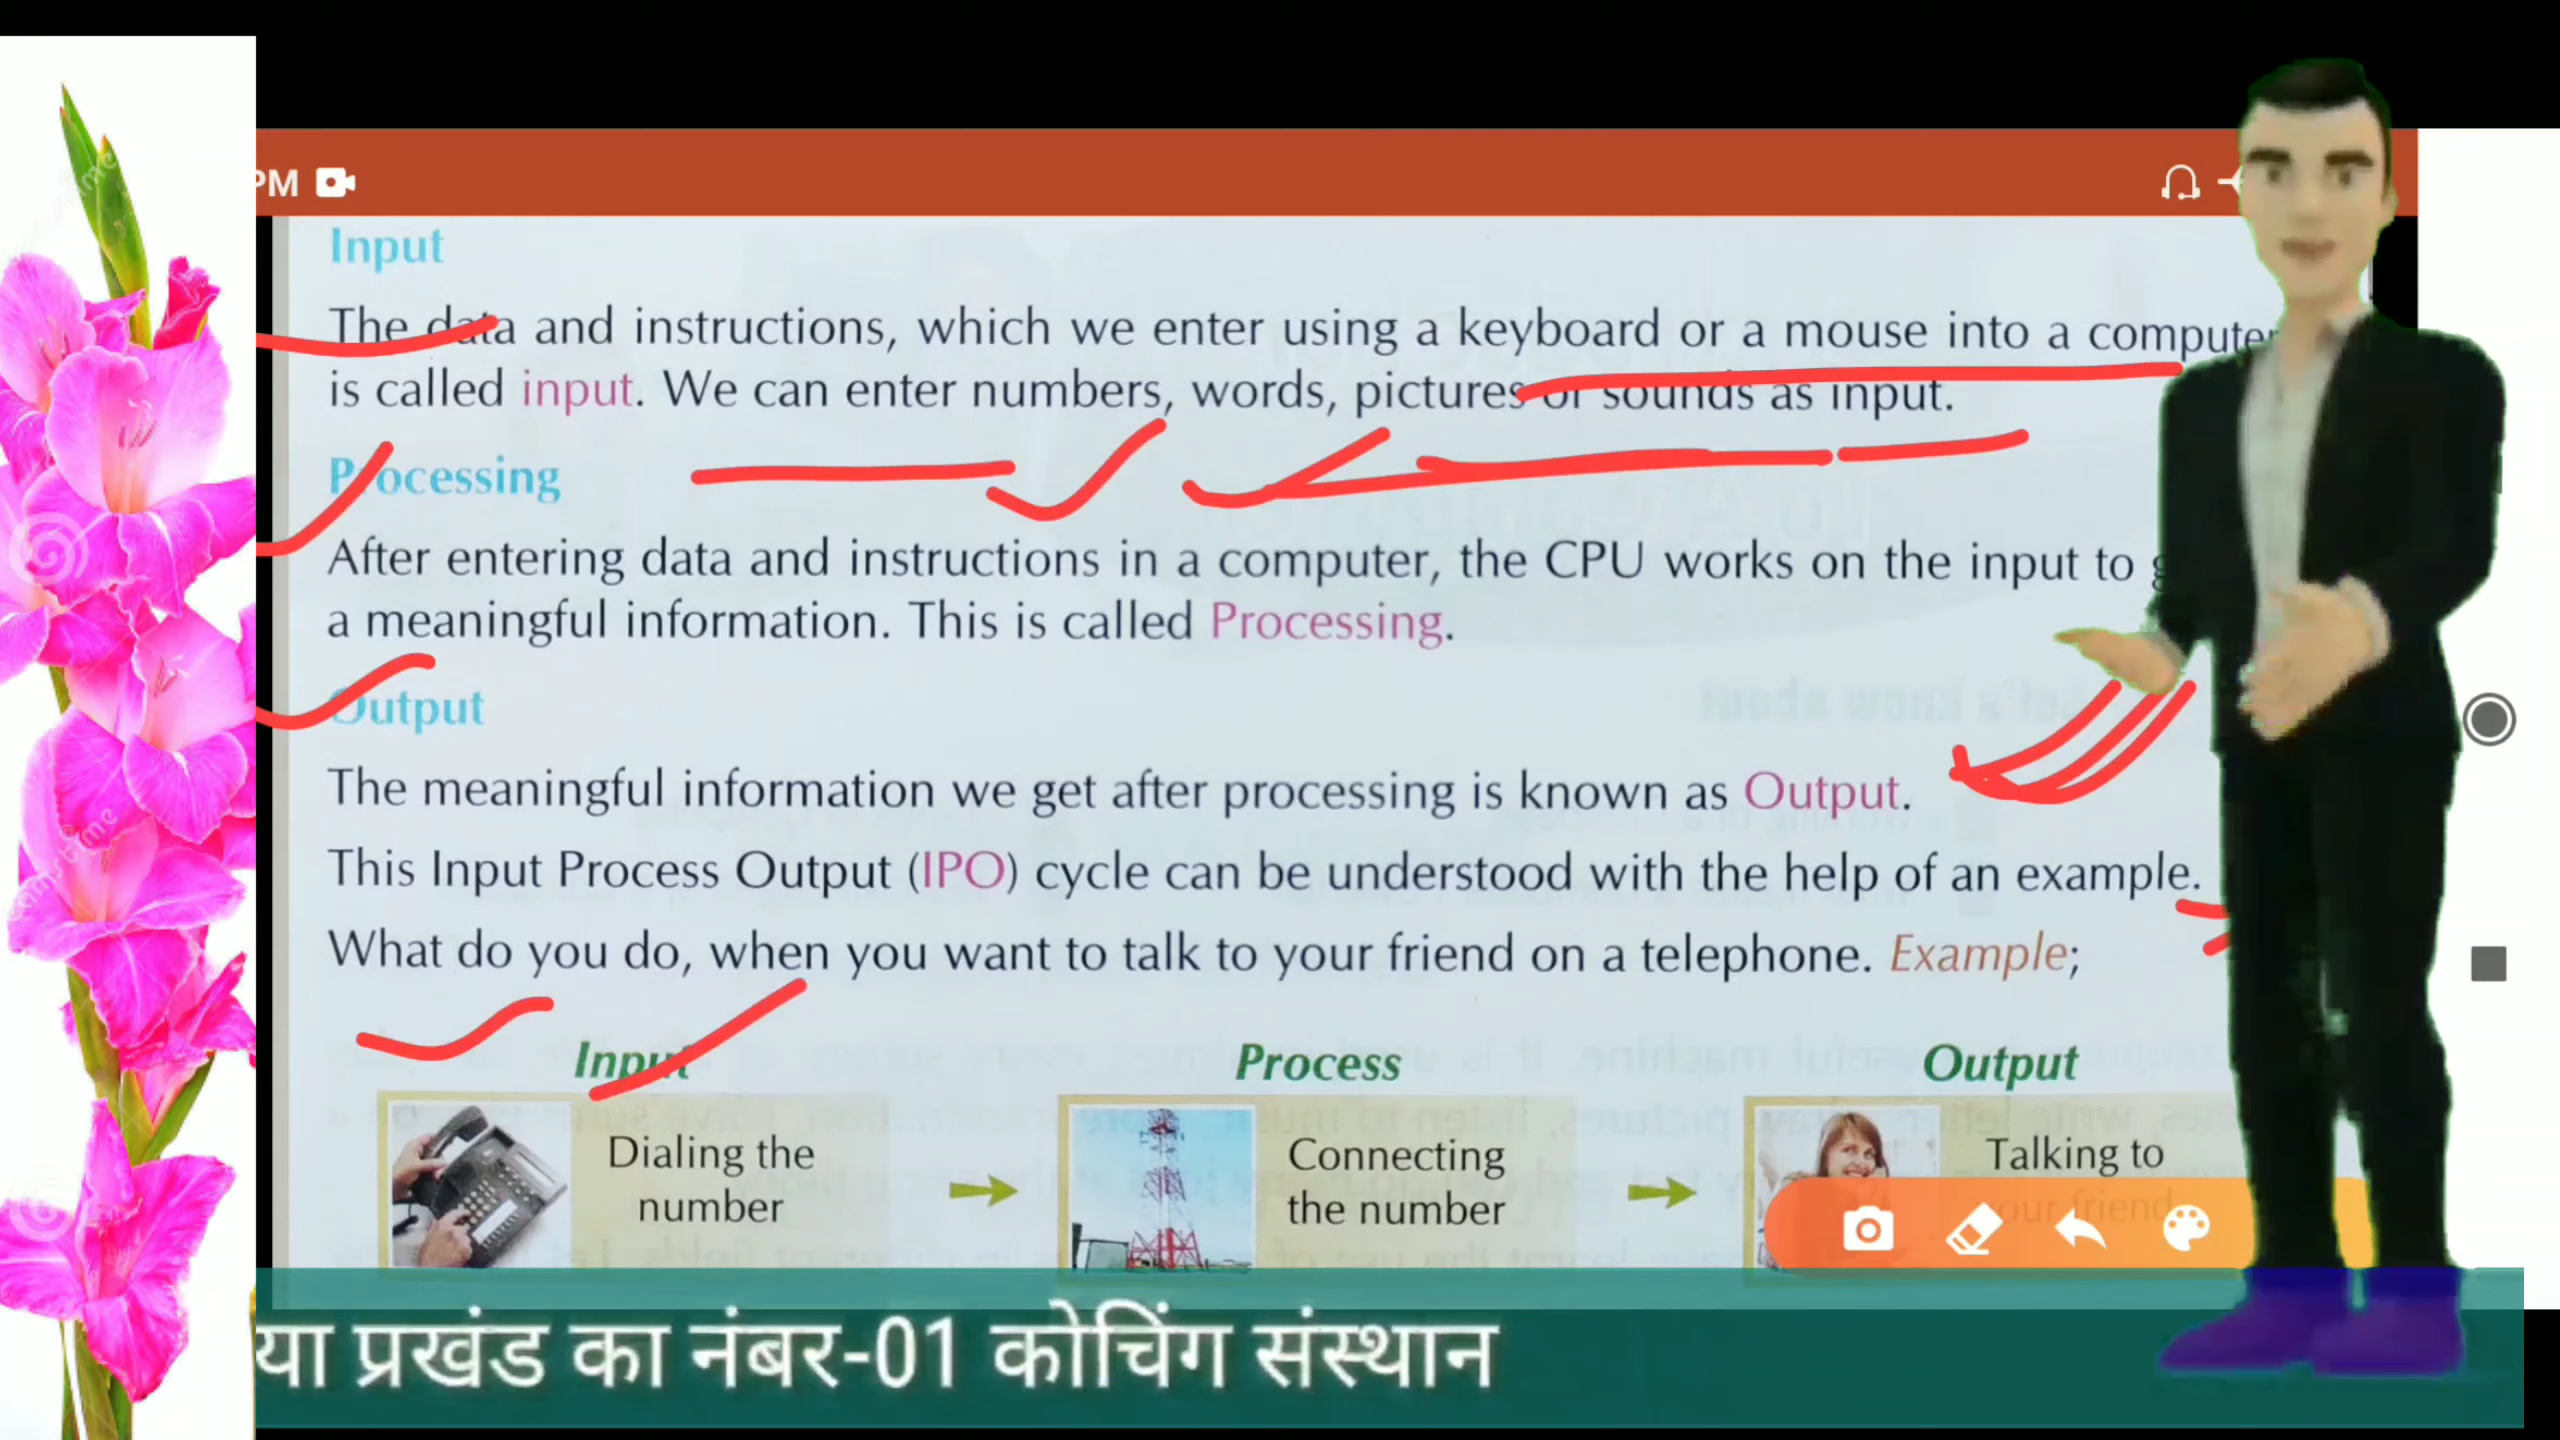 PM
Input
The data and instructions, which we enter using a keyboard or a mouse into a computer
is called input. We can enter numbers, words, pictures or sounds as input.
Processing
After entering data and instructions in a computer, the CPU works on the input to
a meaningful information. This is called Processing.
Output
The meaningful information we get after processing is known as Output.
This Input Process Output (IPO) cycle can be understood with the help of an example.
What do you do, when you want to talk to your friend on a telephone. Example;
Input
Process
Output
Dialing the
number
Connecting
the number
Talking to
your friend
या प्रखंड का नंबर-01 कोचिंग संस्थान